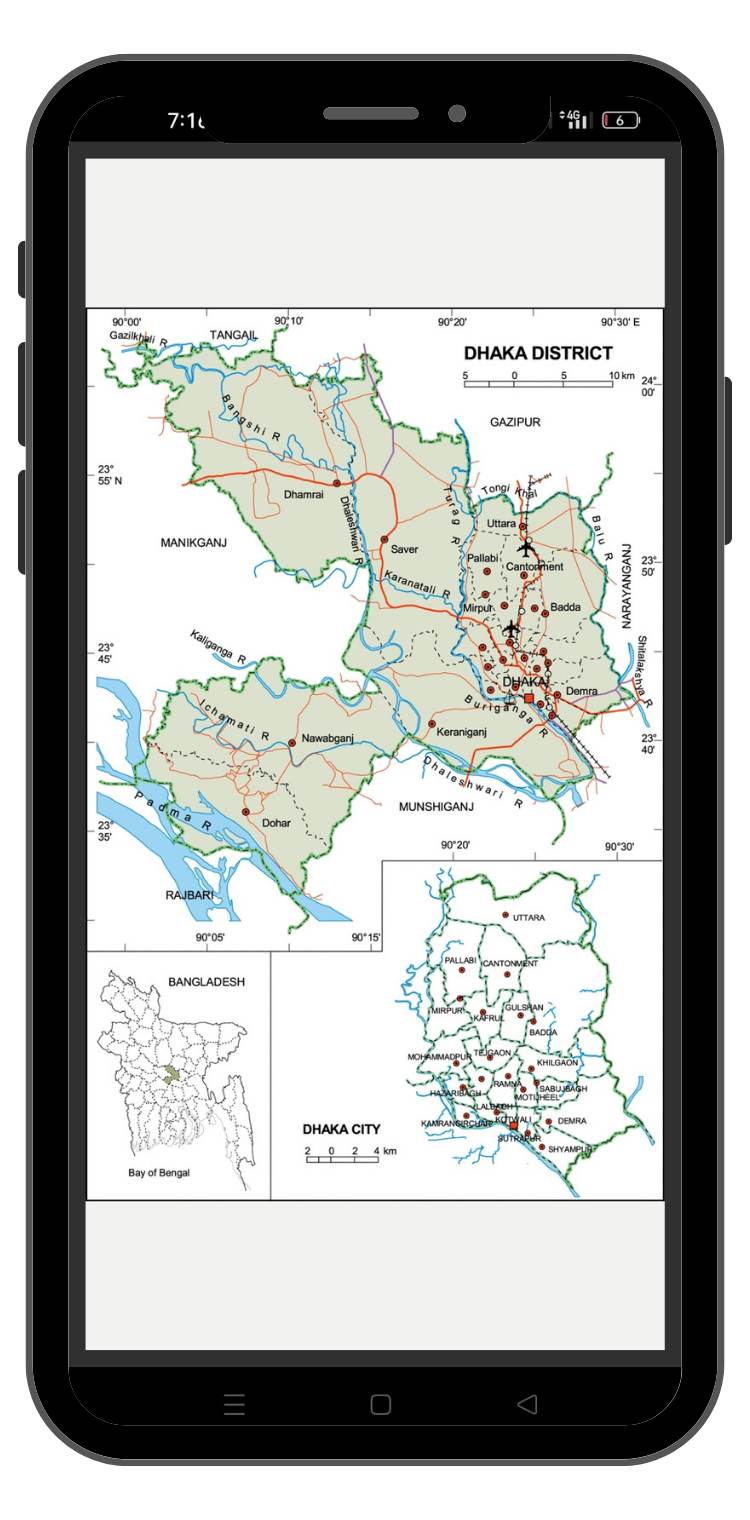 7:16
4G
6
90°00'
90°10'
90°20'
90°30' E
Gazilkhali R
TANGAIL
DHAKA DISTRICT
5 0 5 10 km
24°
00'
GAZIPUR
Bangshi R
23°
55' N
Dhamrai
Dhaleshwari R
Turag R
Tongi Khal
Uttara
Balu R
NARAYANGANJ
MANIKGANJ
Saver
Pallabi
Cantonment
23°
50'
Karanatali R
Mirpur
Badda
Kaliganga R
23°
45'
Shitalakshya R
DHAKA
Demra
Ichamati R
Buriganga R
Nawabganj
Keraniganj
23°
40'
Dhaleshwari R
Padma R
MUNSHIGANJ
Dohar
23°
35'
90°20'
90°30'
RAJBARI
90°05'
90°15'
UTTARA
BANGLADESH
PALLABI
CANTONMENT
MIRPUR
KAFRUL
GULSHAN
BADDA
MOHAMMADPUR
TEJGAON
KHILGAON
HAZARIBAGH
RAMNA
SABUJBAGH
MOTIJHEEL
LALBAGH
KAMRANGIRCHAR
KOTWALI
DEMRA
DHAKA CITY
SUTRAPUR
SHYAMPUR
2 0 2 4 km
Bay of Bengal